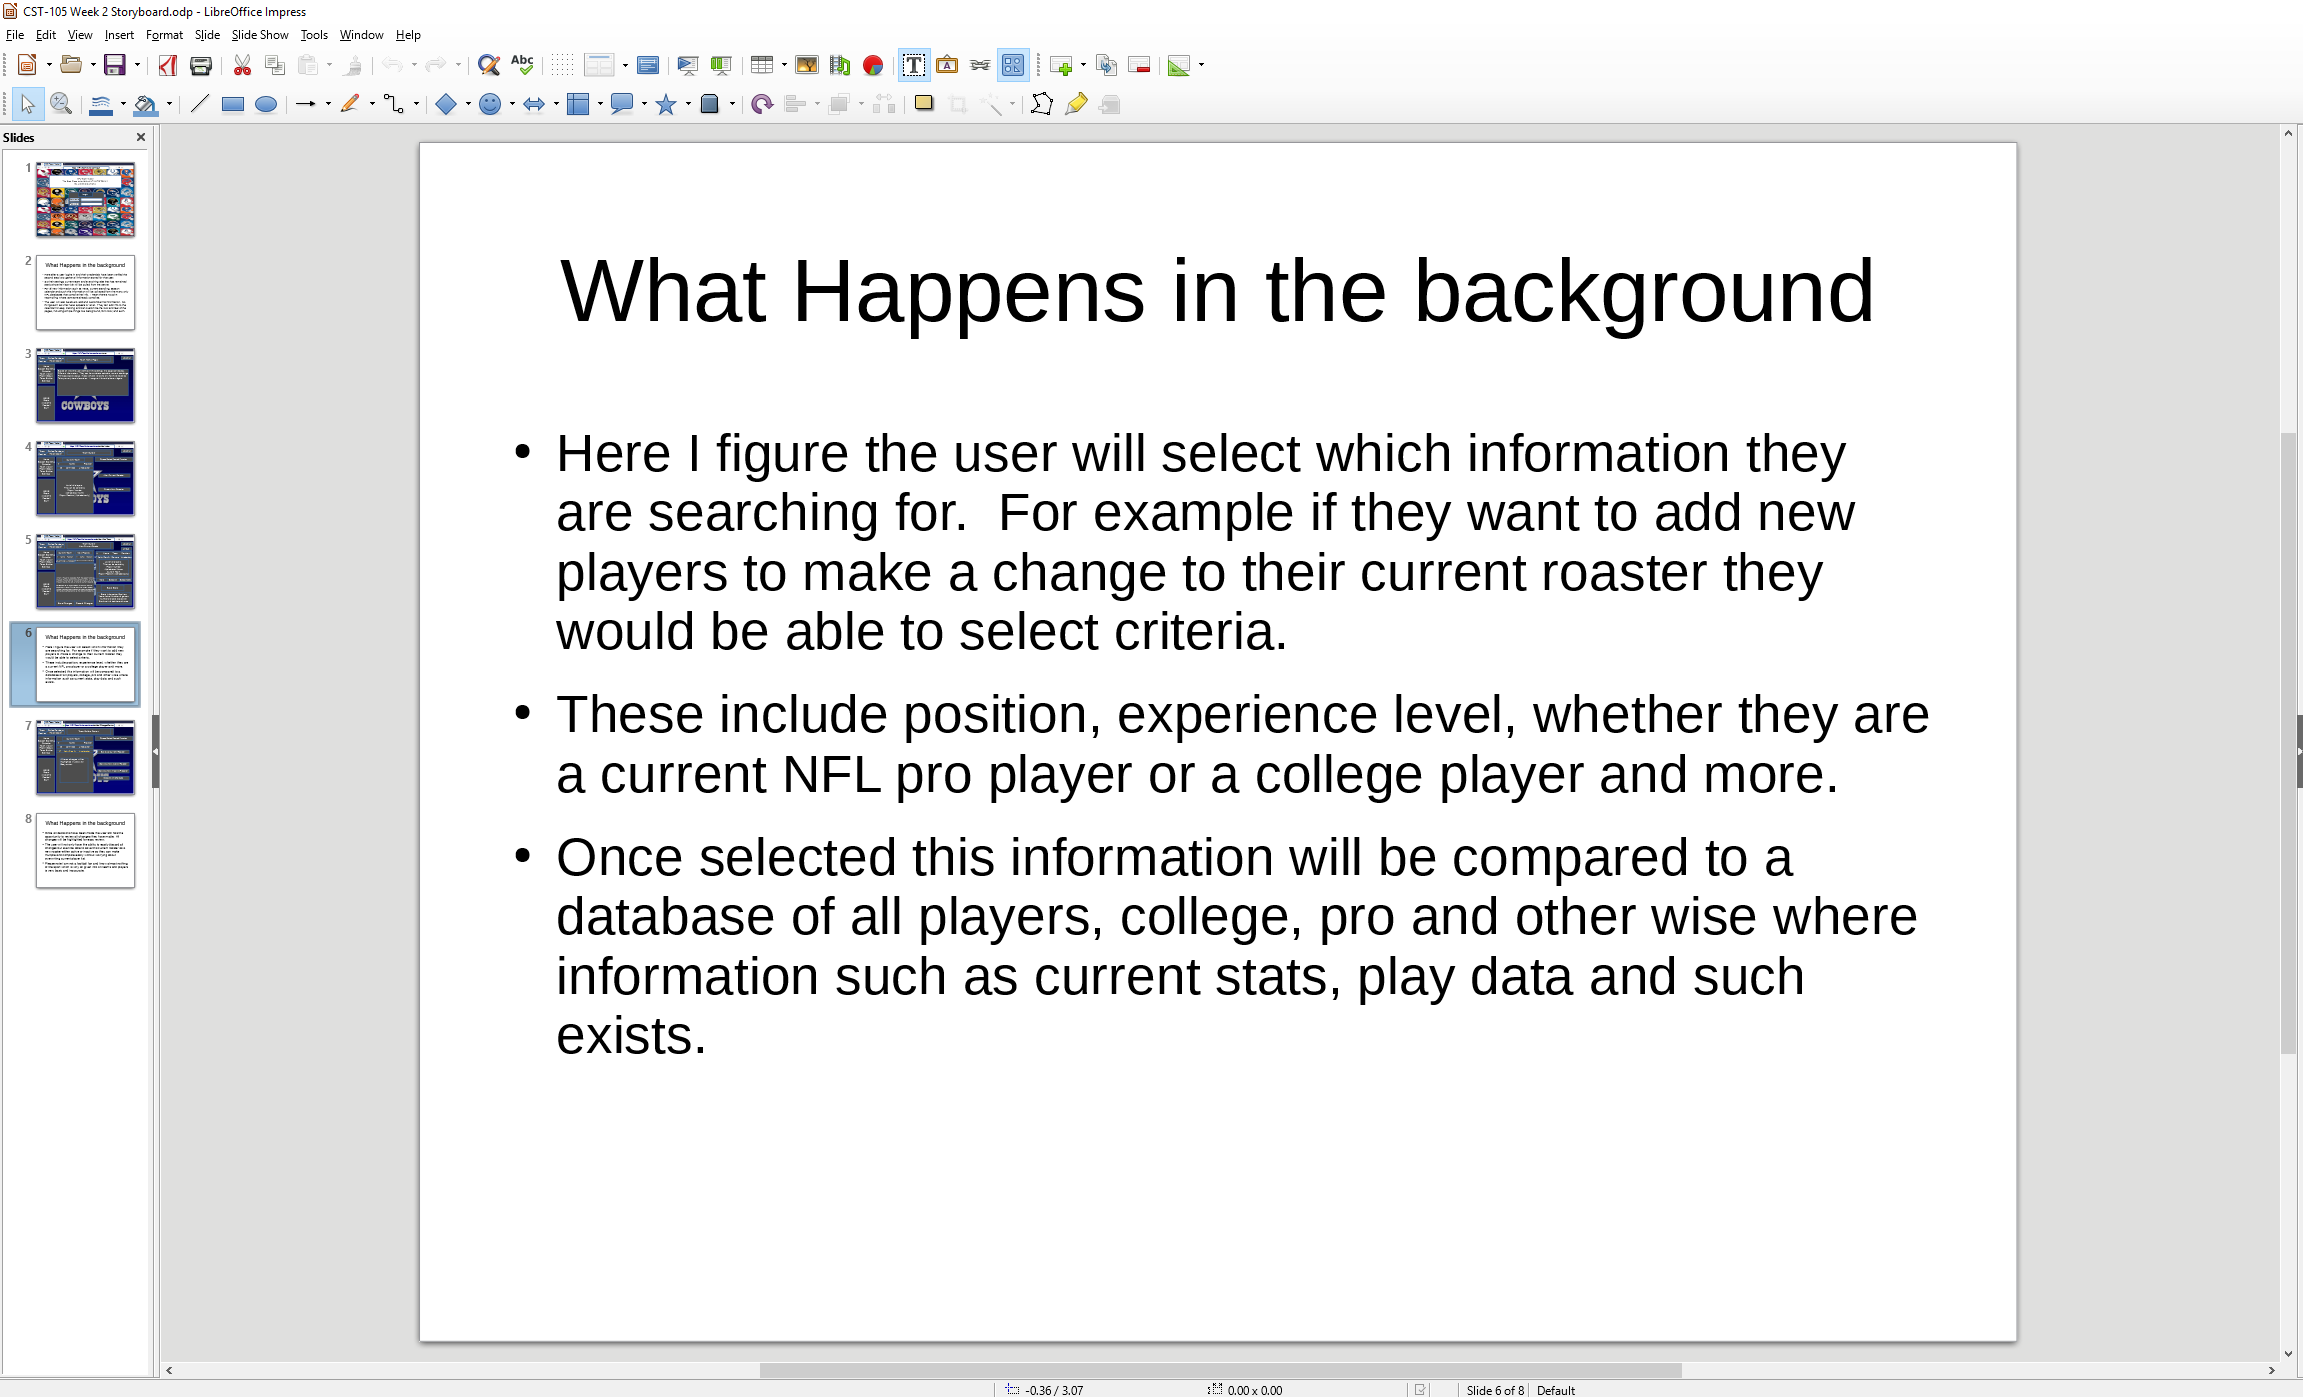 CST-105 Week 2 Storyboard.odp - LibreOffice Impress
File Edit View Insert Format Slide Slide Show Tools Window Help
Abc
Slides
1
2
What Happens in the background
3
COWBOYS
4
5
6
What Happens in the background
7
8
What Happens in the background
What Happens in the background
• Here I figure the user will select which information they
are searching for.  For example if they want to add new
players to make a change to their current roaster they
would be able to select criteria.
• These include position, experience level, whether they are
a current NFL pro player or a college player and more.
• Once selected this information will be compared to a
database of all players, college, pro and other wise where
information such as current stats, play data and such
exists.
-0.36 / 3.07 0.00 x 0.00 Slide 6 of 8 Default